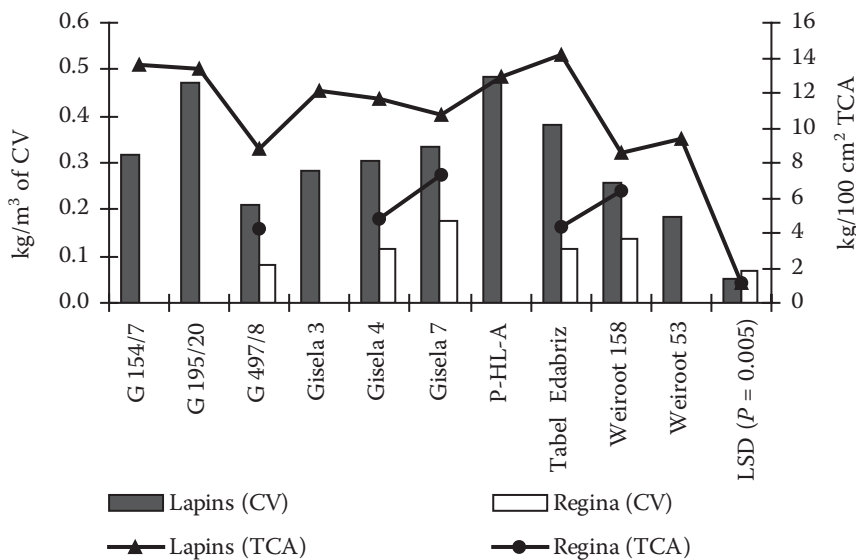 0.6
0.5
0.4
0.3
0.2
0.1
0.0
kg/m³ of CV
16
14
12
10
8
6
4
2
0
kg/100 cm² TCA
G 154/7
G 195/20
G 497/8
Gisela 3
Gisela 4
Gisela 7
P-HL-A
Tabel Edabriz
Weiroot 158
Weiroot 53
LSD (P = 0.005)
Lapins (CV)
Regina (CV)
Lapins (TCA)
Regina (TCA)